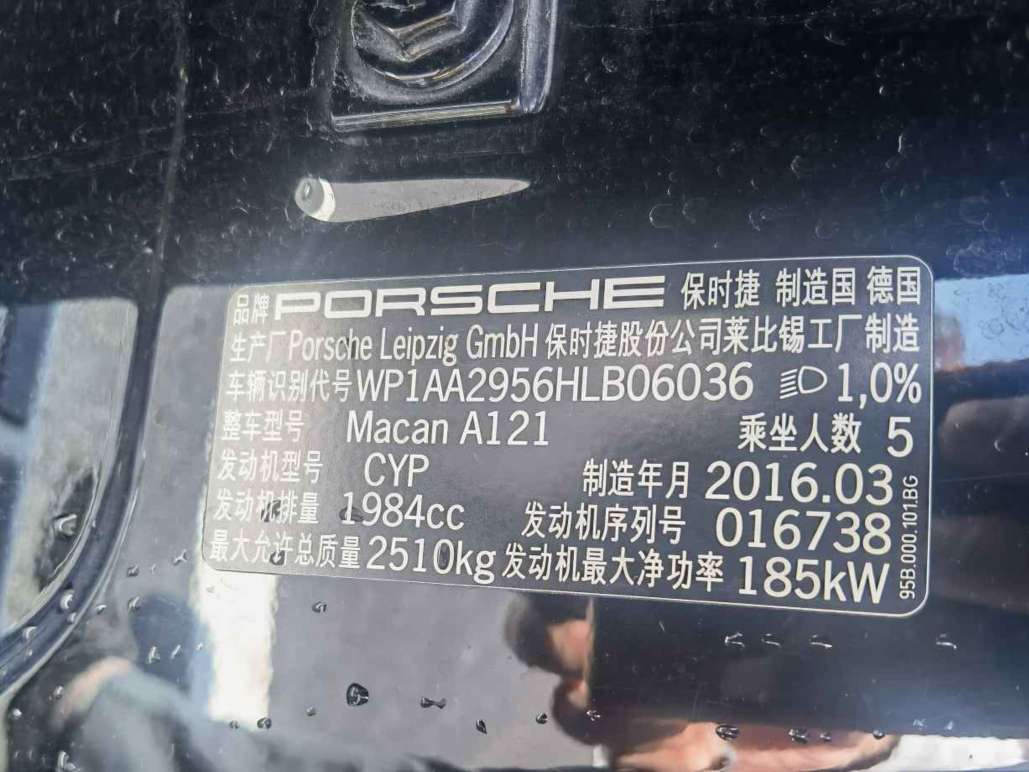 品牌 PORSCHE 保时捷 制造国 德国
生产厂 Porsche Leipzig GmbH 保时捷股份公司莱比锡工厂制造
车辆识别代号 WP1AA2956HLB06036 1,0%
整车型号 Macan A121 乘坐人数 5
发动机型号 CYP 制造年月 2016.03
发动机排量 1984cc 发动机序列号 016738
最大允许总质量 2510kg 发动机最大净功率 185kW
95B.000.101.BG